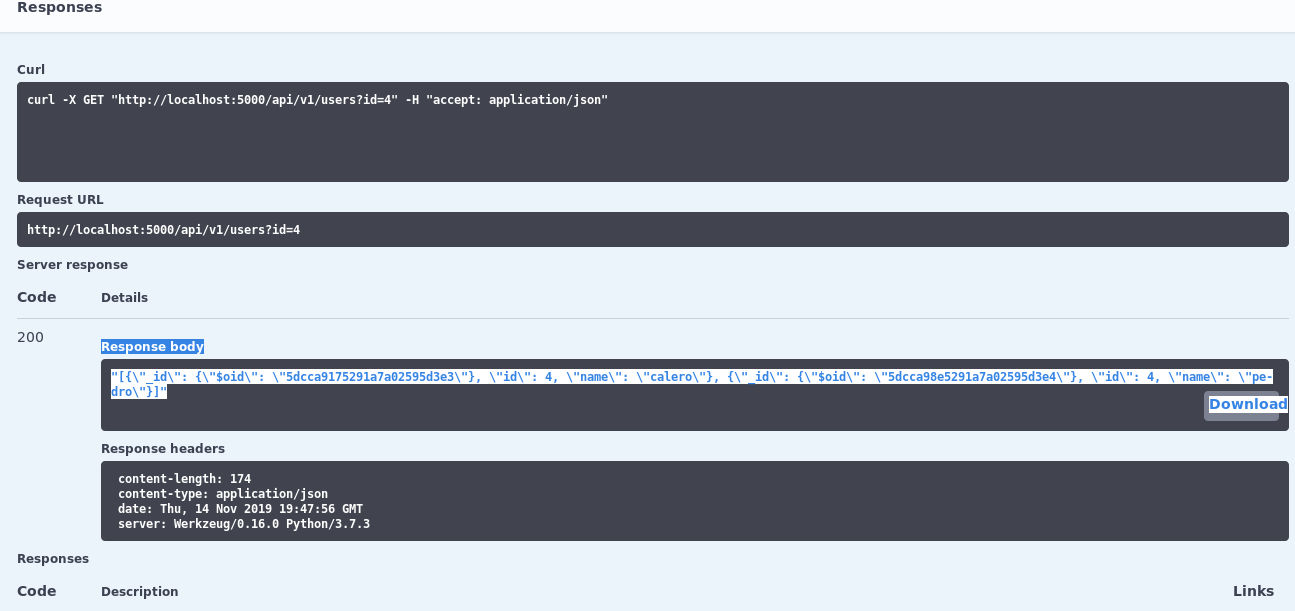 Responses
Curl
curl -X GET "http://localhost:5000/api/v1/users?id=4" -H "accept: application/json"
Request URL
http://localhost:5000/api/v1/users?id=4
Server response
Code Details
200
Response body
"[{\"_id\": {\"$oid\": \"5dcca9175291a7a02595d3e3\"}, \"id\": 4, \"name\": \"calero\"}, {\"_id\": {\"$oid\": \"5dcca98e5291a7a02595d3e4\"}, \"id\": 4, \"name\": \"pe-
dro\"}]"
Download
Response headers
content-length: 174
content-type: application/json
date: Thu, 14 Nov 2019 19:47:56 GMT
server: Werkzeug/0.16.0 Python/3.7.3
Responses
Code Description Links